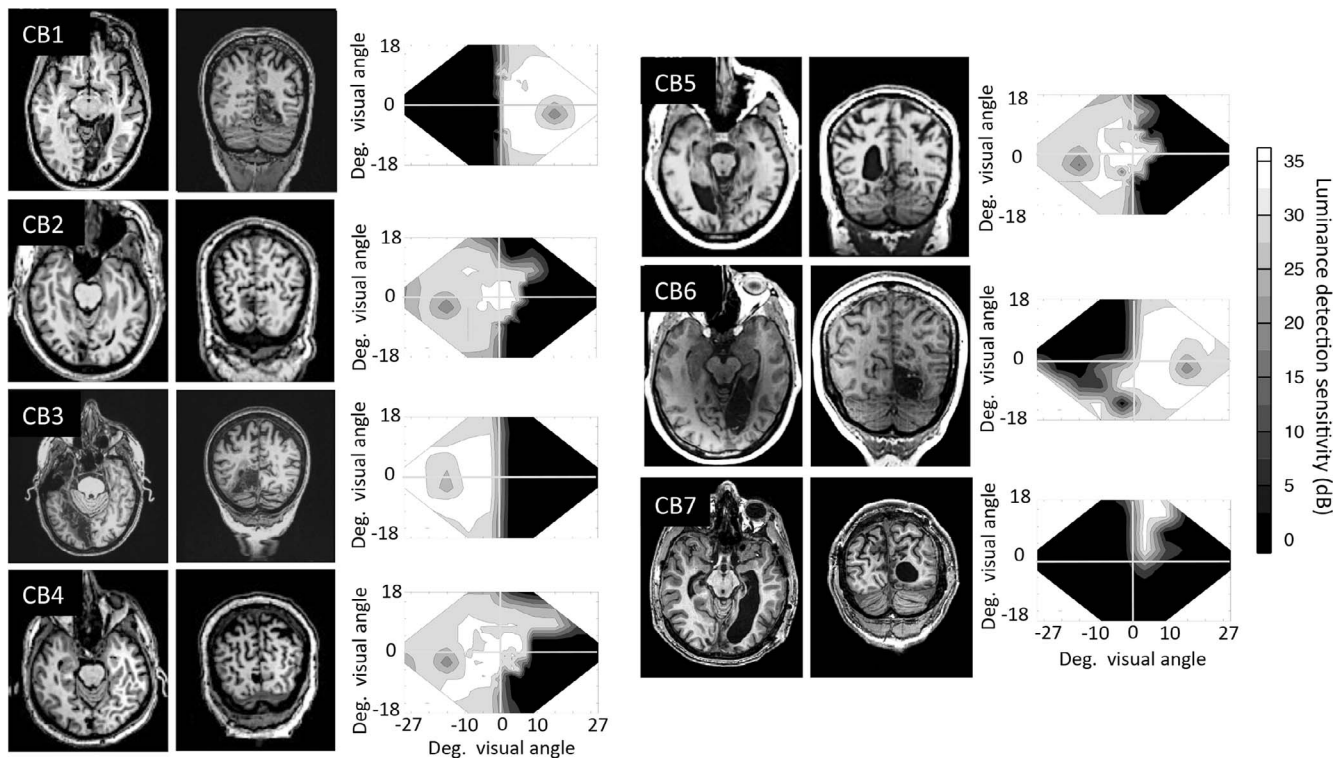 CB1
Deg. visual angle
18
0
-18
CB2
Deg. visual angle
18
0
-18
CB3
Deg. visual angle
18
0
-18
CB4
Deg. visual angle
18
0
-18
-27 -10 0 10 27
Deg. visual angle
CB5
Deg. visual angle
18
0
-18
CB6
Deg. visual angle
18
0
-18
CB7
Deg. visual angle
18
0
-18
-27 -10 0 10 27
Deg. visual angle
35
30
25
20
15
10
5
0
Luminance detection sensitivity (dB)